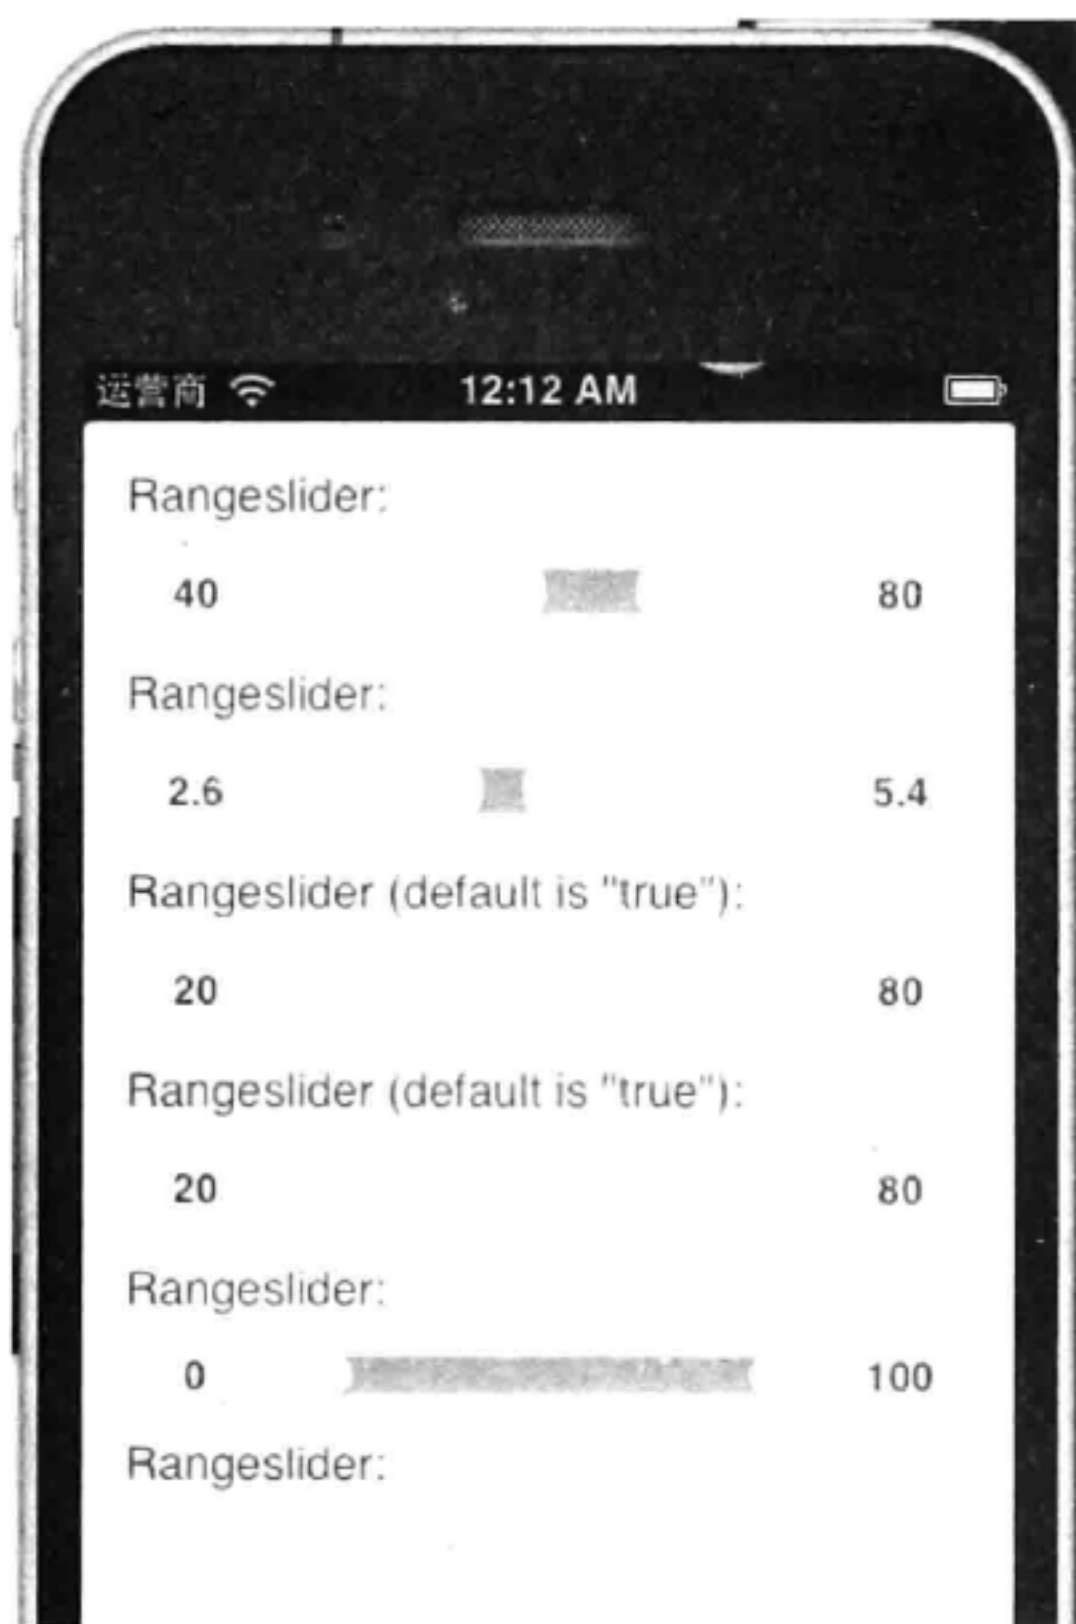 运营商 12:12 AM
Rangeslider:
40 80
Rangeslider:
2.6 5.4
Rangeslider (default is "true"):
20 80
Rangeslider (default is "true"):
20 80
Rangeslider:
0 100
Rangeslider: